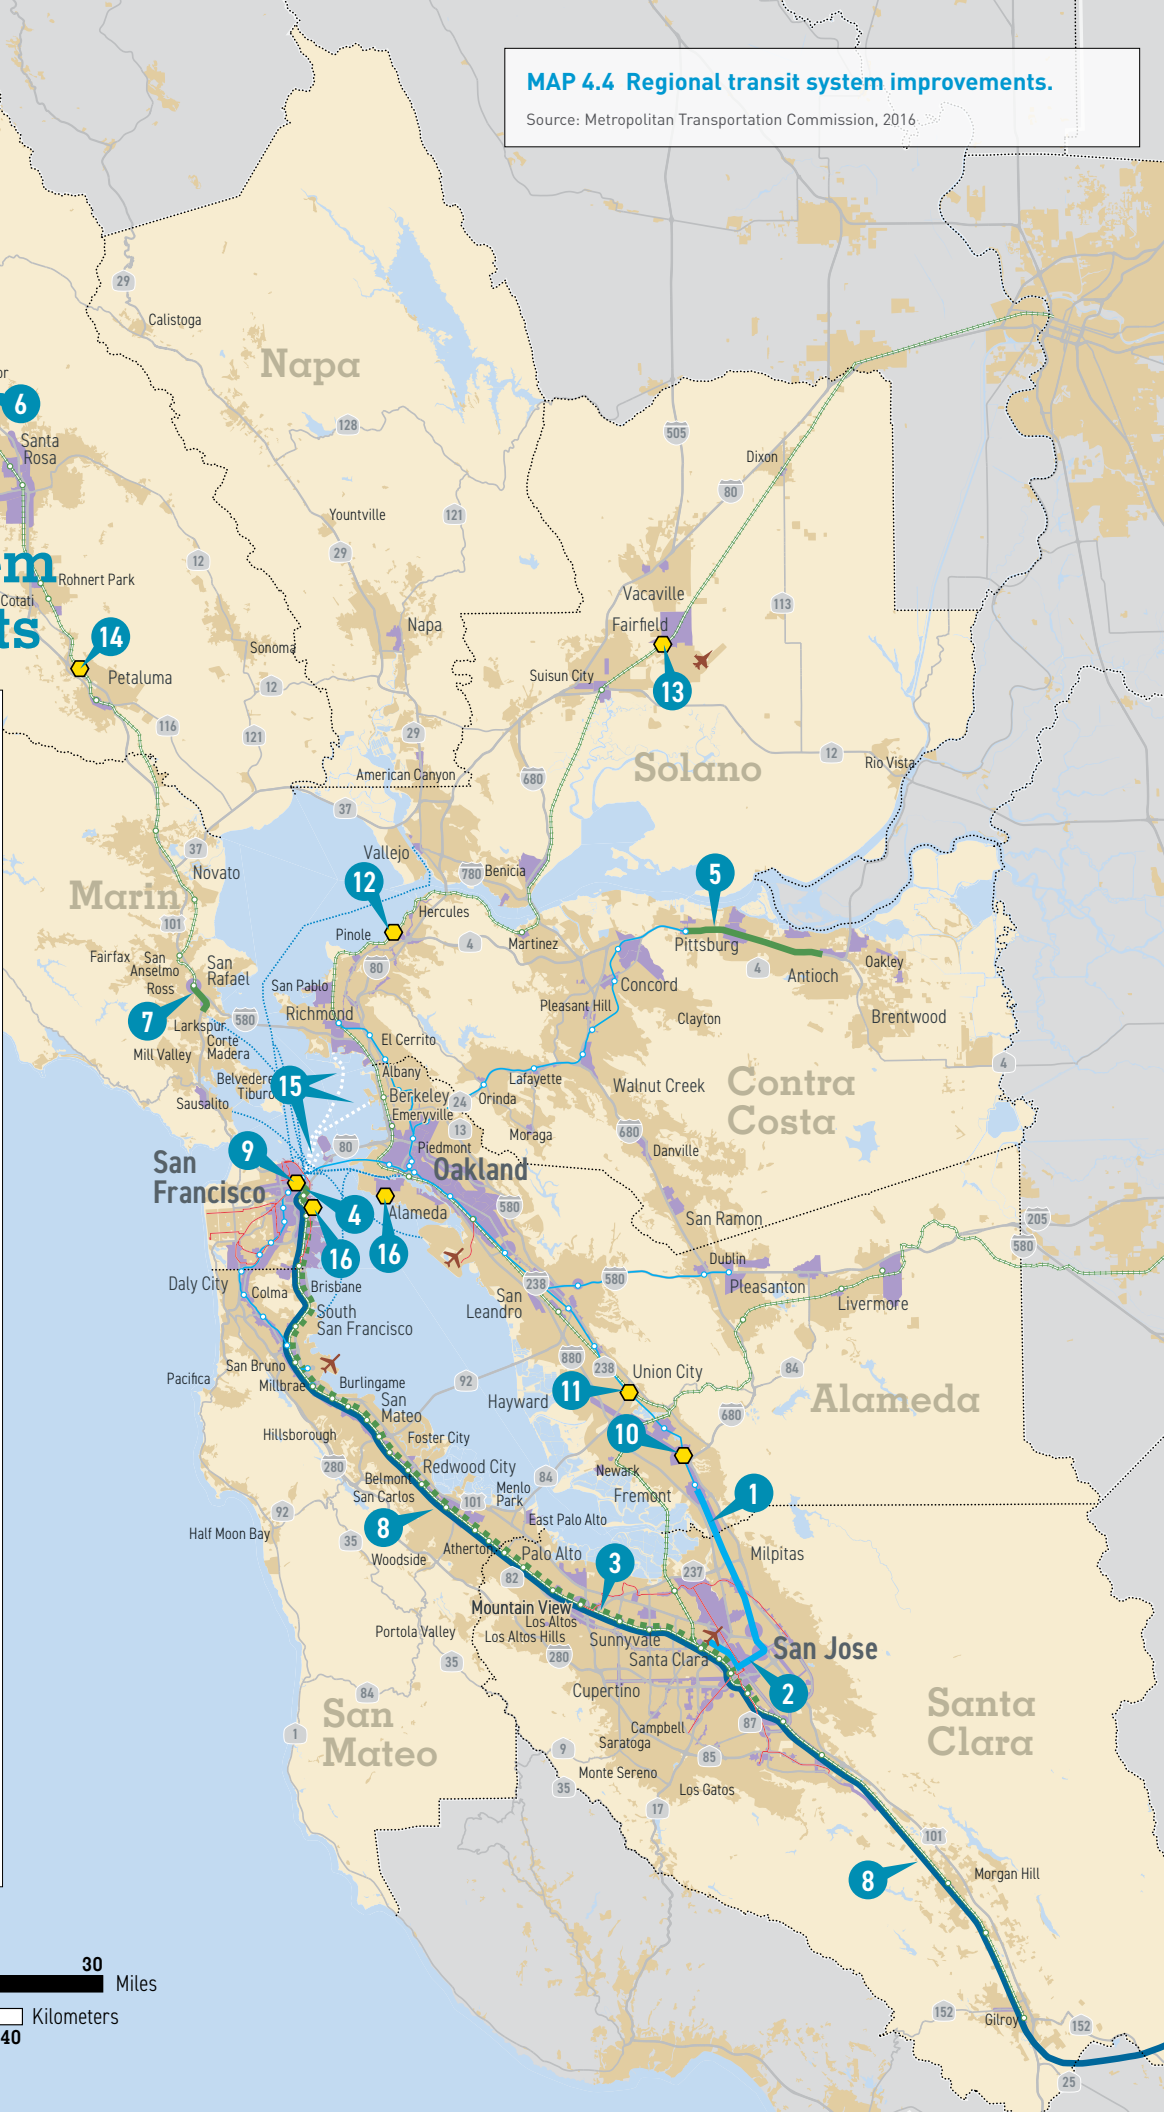 MAP 4.4 Regional transit system improvements.
Source: Metropolitan Transportation Commission, 2016
29
Calistoga
Napa
or
6
128
505
Santa
Rosa
Dixon
80
Yountville
121
29
12
em
Rohnert Park
Vacaville
Cotati
113
ts
14
Napa
Fairfield
Sonoma
Petaluma
12
Suisun City
13
116
121
29
12
Rio Vista
American Canyon
680
Solano
37
37
Vallejo
Novato
12
780
Benicia
5
Marin
Hercules
101
Pinole
4
Martinez
Pittsburg
Fairfax
San
Anselmo
San
Rafael
80
4
Antioch
Oakley
Ross
San Pablo
Concord
7
Richmond
Pleasant Hill
Larkspur
580
Clayton
Brentwood
Corte
Madera
El Cerrito
Mill Valley
4
Belvedere
Tiburon
15
Albany
Lafayette
Walnut Creek
Contra
Costa
Sausalito
Berkeley
24
Orinda
Emeryville
13
Moraga
680
9
80
Piedmont
Danville
San
Francisco
Oakland
4
Alameda
580
San Ramon
205
16
16
580
Daly City
Brisbane
238
580
Dublin
Colma
San
Leandro
Pleasanton
Livermore
South
San Francisco
880
238
Union City
84
San Bruno
Pacifica
Millbrae
Burlingame
92
Hayward
11
Alameda
San
Mateo
680
Hillsborough
Foster City
10
280
Belmont
Redwood City
84
Newark
San Carlos
101
Menlo
Park
Fremont
1
92
8
East Palo Alto
Half Moon Bay
35
Atherton
Woodside
Palo Alto
3
Milpitas
82
237
Mountain View
Los Altos
Portola Valley
Los Altos Hills
Sunnyvale
San Jose
35
280
Santa Clara
84
Cupertino
2
San
Mateo
1
Campbell
87
Santa
Clara
Saratoga
9
85
Monte Sereno
35
Los Gatos
17
101
8
Morgan Hill
30
Miles
152
Gilroy
152
Kilometers
40
25